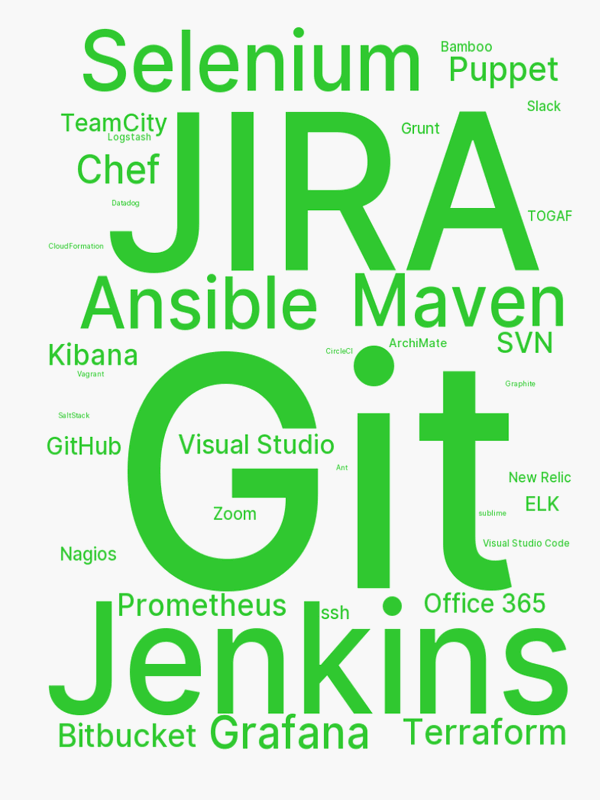 Selenium
Bamboo
Puppet
Slack
TeamCity
Logstash
JIRA
Grunt
Chef
Datadog
TOGAF
CloudFormation
Ansible
Maven
SVN
ArchiMate
CircleCI
Kibana
Vagrant
Graphite
SaltStack
GitHub
Git
Visual Studio
Ant
New Relic
ELK
sublime
Zoom
Visual Studio Code
Nagios
Prometheus
ssh
Office 365
Jenkins
Bitbucket
Grafana
Terraform